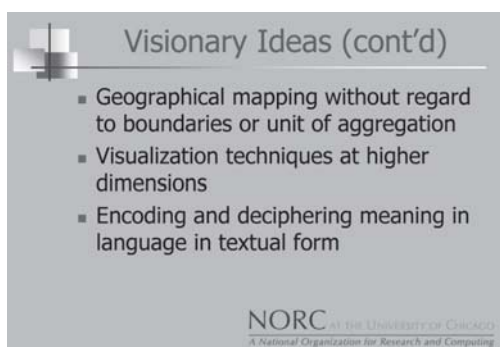 Visionary Ideas (cont’d)
Geographical mapping without regard
to boundaries or unit of aggregation
Visualization techniques at higher
dimensions
Encoding and deciphering meaning in
language in textual form
NORC AT THE UNIVERSITY OF CHICAGO
A National Organization for Research and Computing